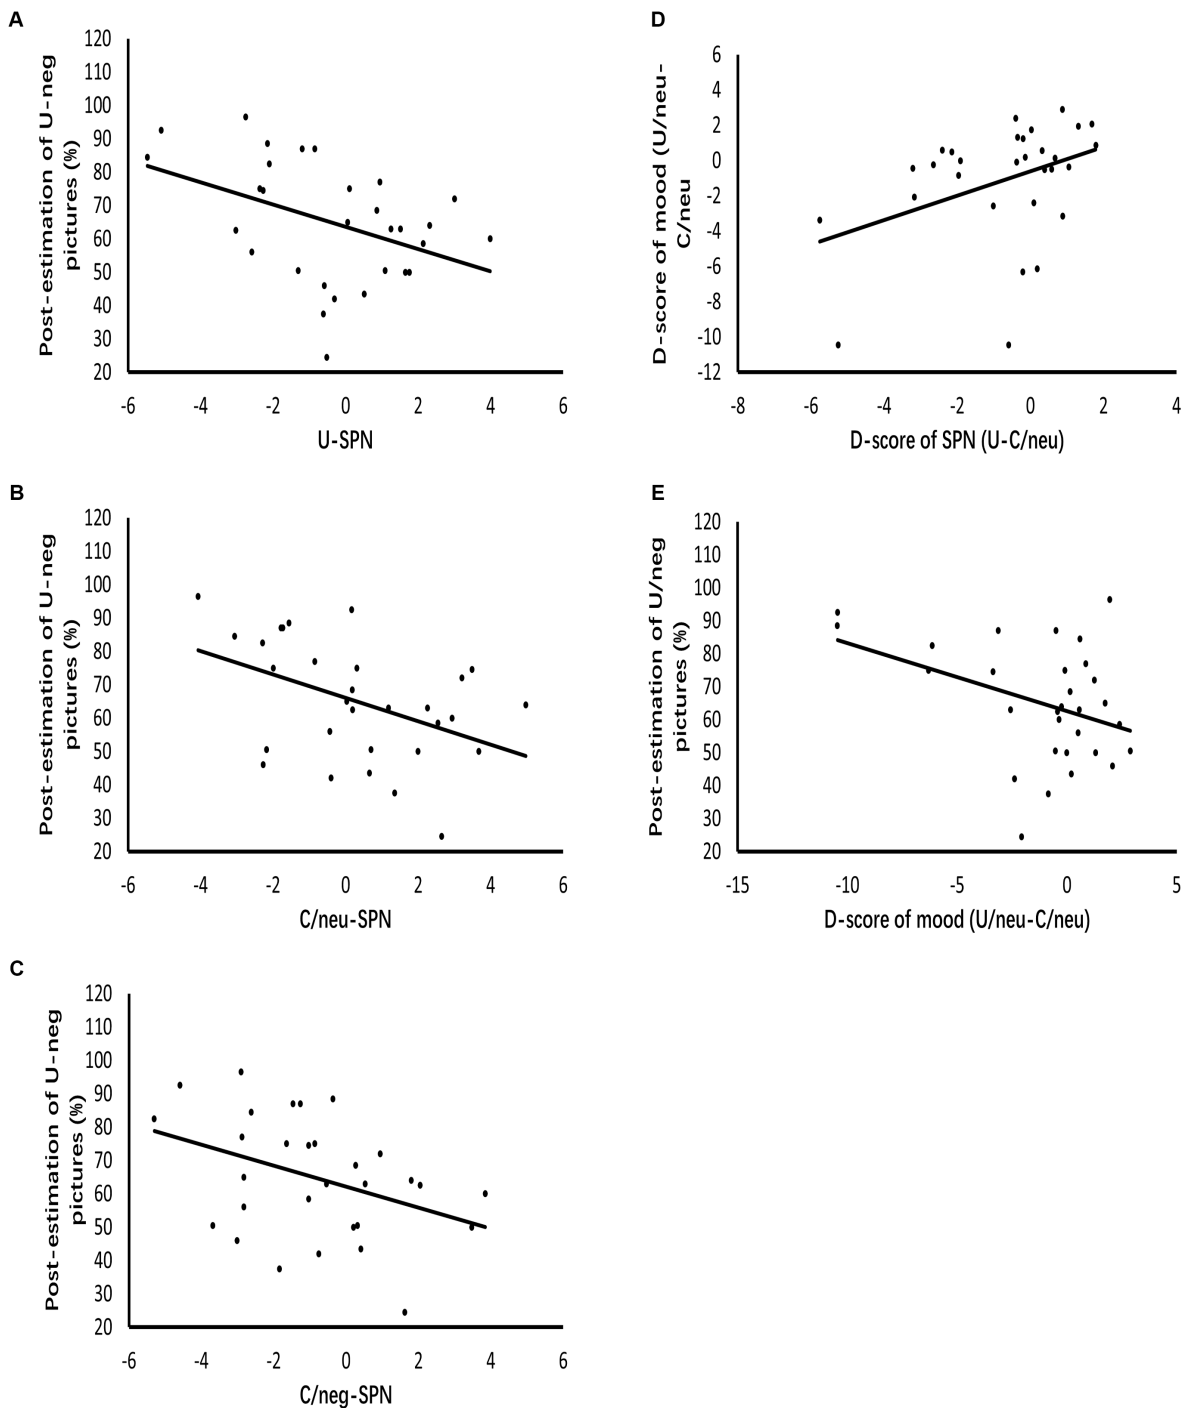 A
Post-estimation of U-neg
pictures (%)
120
110
100
90
80
70
60
50
40
30
20
-6 -4 -2 0 2 4 6
U-SPN
D
D-score of mood (U/neu-
C/neu
6
4
2
0
-2
-4
-6
-8
-10
-12
-8 -6 -4 -2 0 2 4
D-score of SPN (U-C/neu)
B
Post-estimation of U-neg
pictures (%)
120
110
100
90
80
70
60
50
40
30
20
-6 -4 -2 0 2 4 6
C/neu-SPN
E
Post-estimation of U/neg
pictures (%)
120
110
100
90
80
70
60
50
40
30
20
-15 -10 -5 0 5
D-score of mood (U/neu-C/neu)
C
Post-estimation of U-neg
pictures (%)
120
110
100
90
80
70
60
50
40
30
20
-6 -4 -2 0 2 4 6
C/neg-SPN